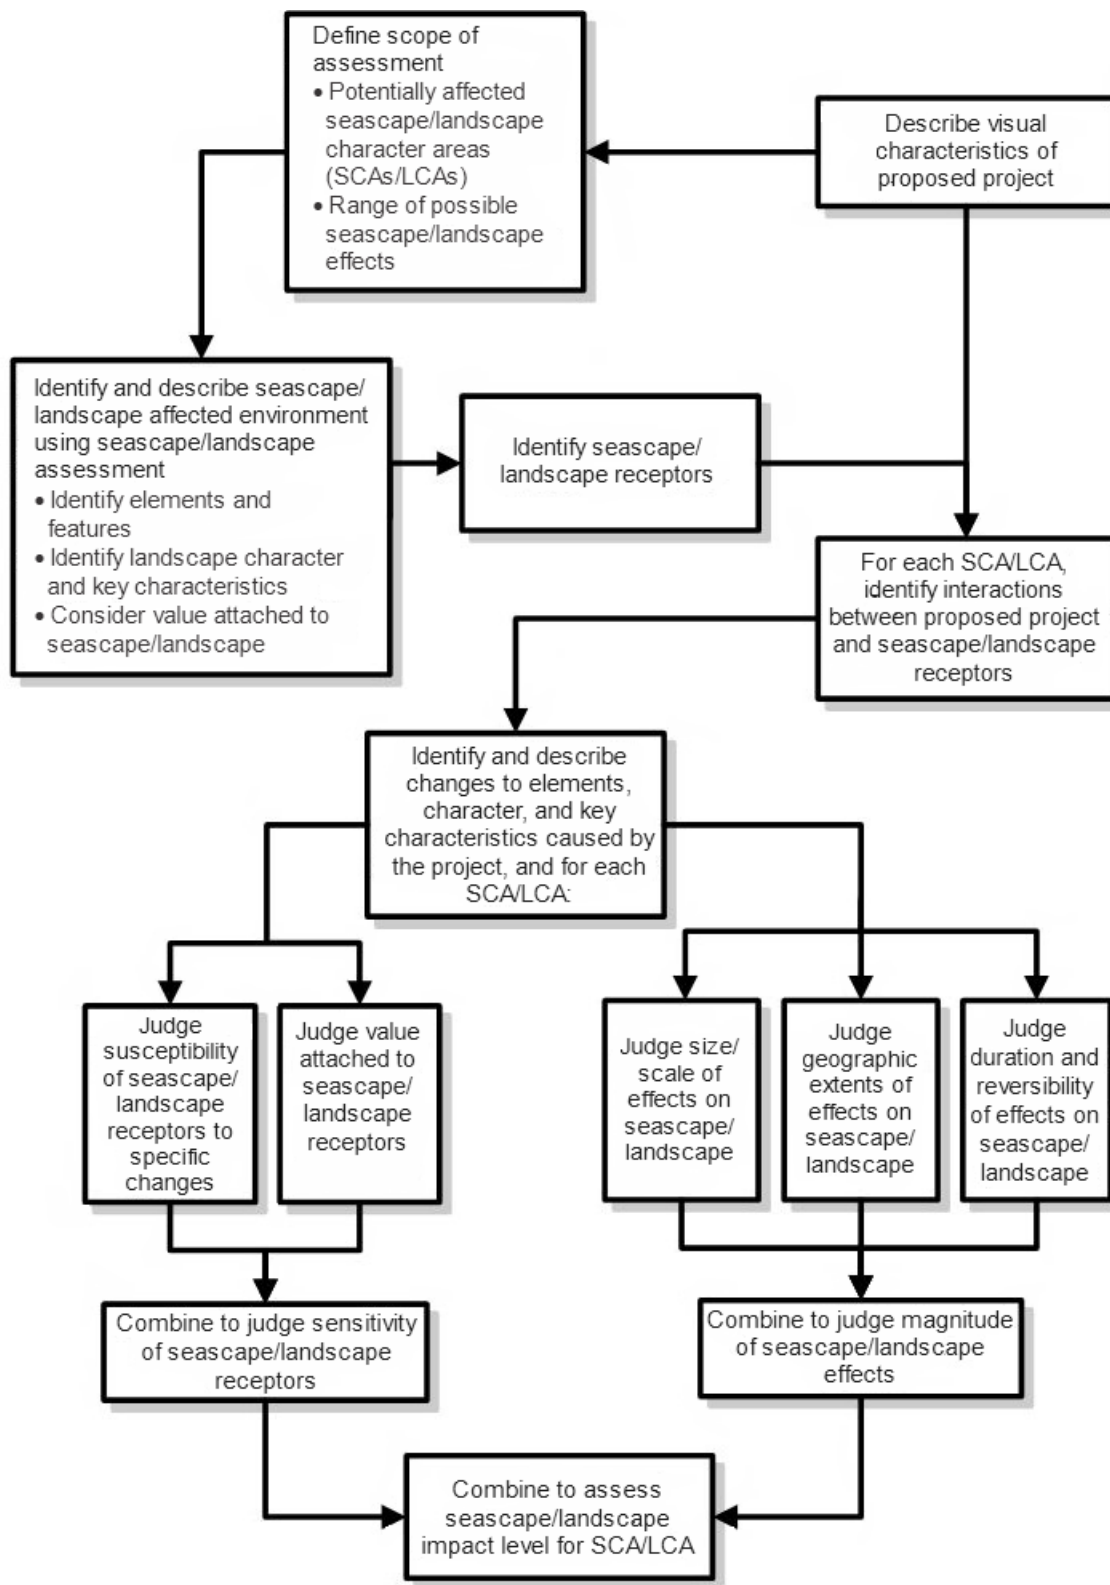 Define scope of
assessment
• Potentially affected
seascape/landscape
character areas
(SCAs/LCAs)
• Range of possible
seascape/landscape
effects
Describe visual
characteristics of
proposed project
Identify and describe seascape/
landscape affected environment
using seascape/landscape
assessment
• Identify elements and
features
• Identify landscape character
and key characteristics
• Consider value attached to
seascape/landscape
Identify seascape/
landscape receptors
For each SCA/LCA,
identify interactions
between proposed project
and seascape/landscape
receptors
Identify and describe
changes to elements,
character, and key
characteristics caused by
the project, and for each
SCA/LCA:
Judge
susceptibility
of seascape/
landscape
receptors to
specific
changes
Judge value
attached to
seascape/
landscape
receptors
Judge size/
scale of
effects on
seascape/
landscape
Judge
geographic
extents of
effects on
seascape/
landscape
Judge
duration and
reversibility
of effects on
seascape/
landscape
Combine to judge sensitivity
of seascape/landscape
receptors
Combine to judge magnitude
of seascape/landscape
effects
Combine to assess
seascape/landscape
impact level for SCA/LCA